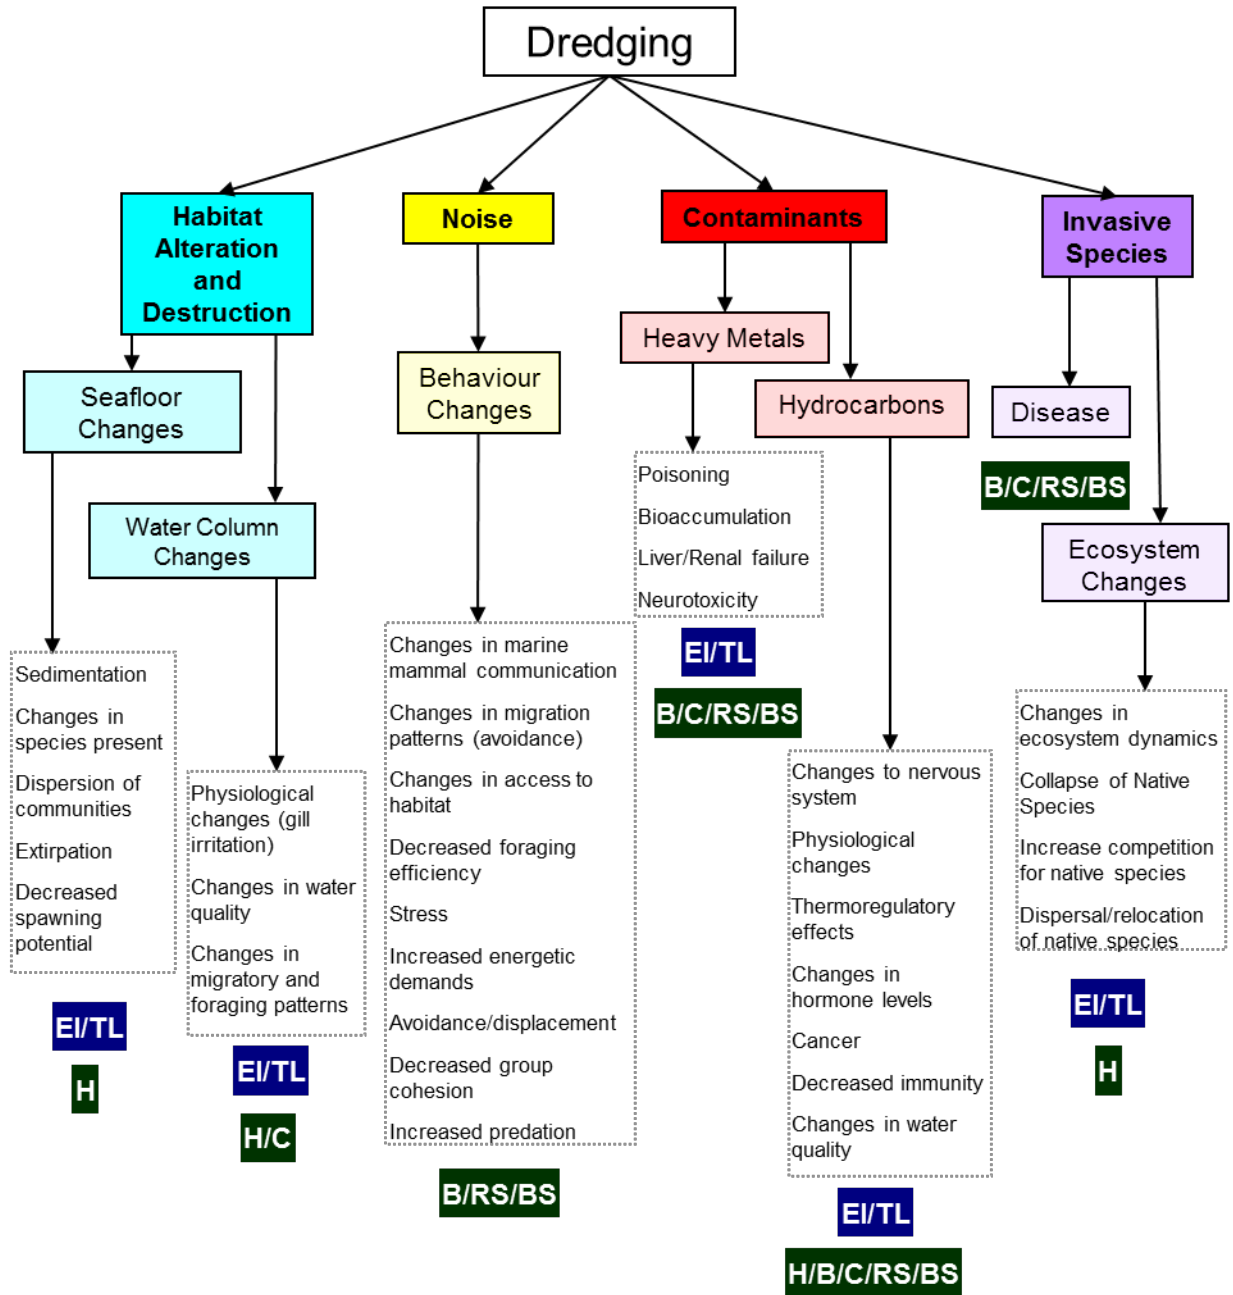 Dredging
Habitat
Alteration
and
Destruction
Noise
Contaminants
Invasive
Species
Seafloor
Changes
Water Column
Changes
Behaviour
Changes
Heavy Metals
Hydrocarbons
Disease
B/C/RS/BS
Ecosystem
Changes
Sedimentation
Changes in
species present
Dispersion of
communities
Extirpation
Decreased
spawning
potential
EI/TL
H
Physiological
changes (gill
irritation)
Changes in water
quality
Changes in
migratory and
foraging patterns
EI/TL
H/C
Changes in marine
mammal communication
Changes in migration
patterns (avoidance)
Changes in access to
habitat
Decreased foraging
efficiency
Stress
Increased energetic
demands
Avoidance/displacement
Decreased group
cohesion
Increased predation
B/RS/BS
Poisoning
Bioaccumulation
Liver/Renal failure
Neurotoxicity
EI/TL
B/C/RS/BS
Changes to nervous
system
Physiological
changes
Thermoregulatory
effects
Changes in
hormone levels
Cancer
Decreased immunity
Changes in water
quality
EI/TL
H/B/C/RS/BS
Changes in
ecosystem dynamics
Collapse of Native
Species
Increase competition
for native species
Dispersal/relocation
of native species
EI/TL
H